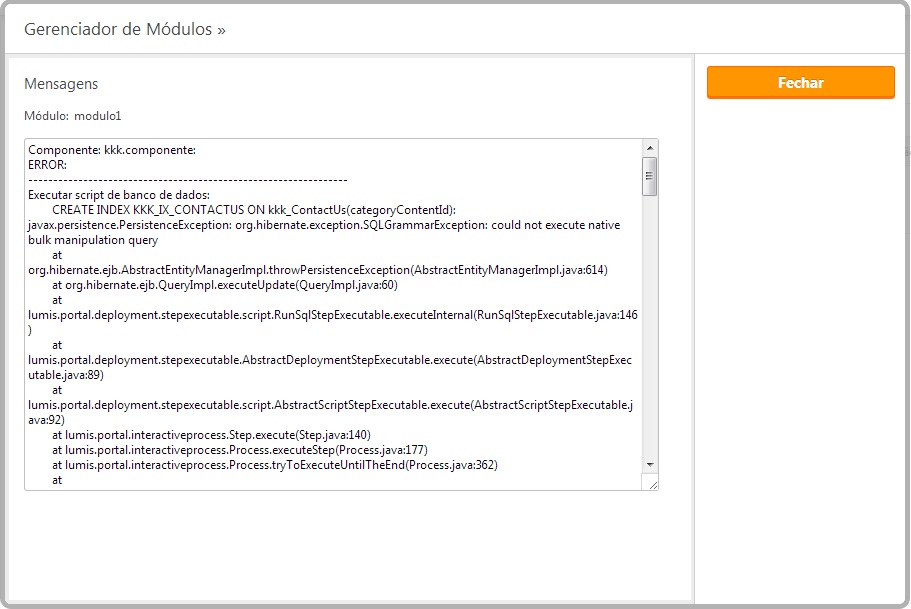 Gerenciador de Módulos »
Mensagens
Fechar
Módulo: modulo1
Componente: kkk.componente:
ERROR:
----------------------------------------------------------------
Executar script de banco de dados:
CREATE INDEX KKK_IX_CONTACTUS ON kkk_ContactUs(categoryContentId):
javax.persistence.PersistenceException: org.hibernate.exception.SQLGrammarException: could not execute native
bulk manipulation query
at
org.hibernate.ejb.AbstractEntityManagerImpl.throwPersistenceException(AbstractEntityManagerImpl.java:614)
at org.hibernate.ejb.QueryImpl.executeUpdate(QueryImpl.java:60)
at
lumis.portal.deployment.stepexecutable.script.RunSqlStepExecutable.executeInternal(RunSqlStepExecutable.java:146
)
at
lumis.portal.deployment.stepexecutable.AbstractDeploymentStepExecutable.execute(AbstractDeploymentStepExec
utable.java:89)
at
lumis.portal.deployment.stepexecutable.script.AbstractScriptStepExecutable.execute(AbstractScriptStepExecutable.j
ava:92)
at lumis.portal.interactiveprocess.Step.execute(Step.java:140)
at lumis.portal.interactiveprocess.Process.executeStep(Process.java:177)
at lumis.portal.interactiveprocess.Process.tryToExecuteUntilTheEnd(Process.java:362)
at